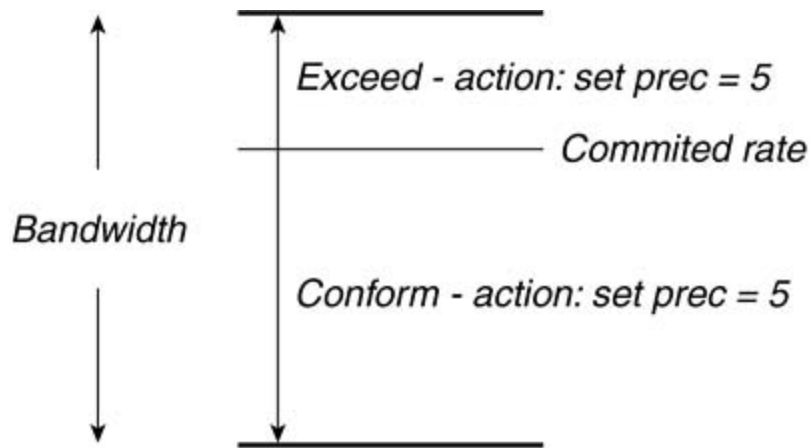 Exceed - action: set prec = 5
Commited rate
Bandwidth
Conform - action: set prec = 5